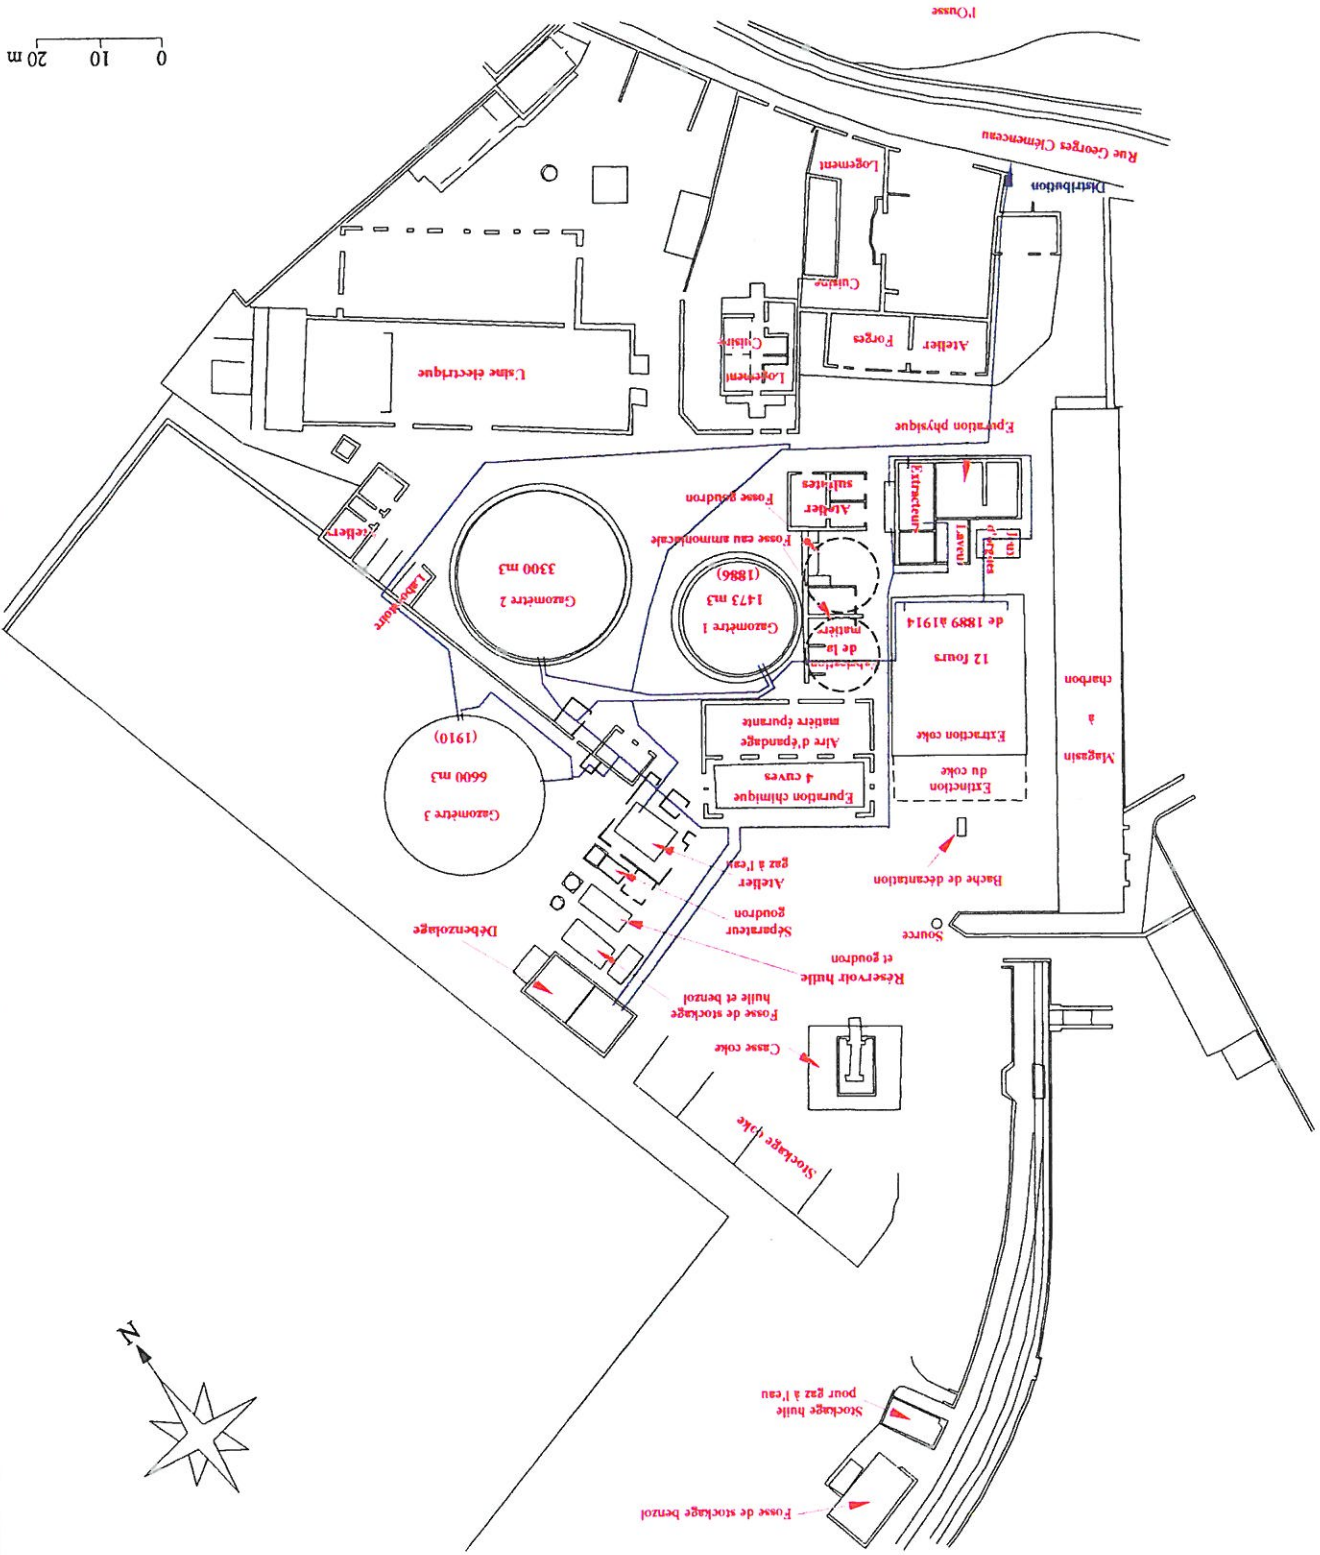 Fosse de stockage benzol
Stockage huile
pour gaz à l'eau
N
Stockage coke
Casse coke
Fosse de stockage
huile et benzol
Réservoir huile
et goudron
Source
Séparateur
goudron
Débenzolage
Bache de décantation
Atelier
gaz à l'eau
Extinction
du coke
Epuration chimique
4 cuves
Gazomètre 3
6600 m3
(1910)
Magasin
à
charbon
Extraction coke
12 fours
de 1889 à1914
Aire d'épandage
matière épurante
de la
matière
Gazomètre 1
1473 m3
(1886)
Gazomètre 2
3300 m3
Laboratoire
Jeux
d'orgues
Laveur
Extracteur
Fosse eau ammoniacale
Fosse goudron
Atelier
sulfates
Ateliers
Epuration physique
Logement
Cuisine
Usine électrique
Atelier
Forges
Cuisine
Distribution
Logement
Rue Georges Clémenceau
0 10 20 m
l'Ousse